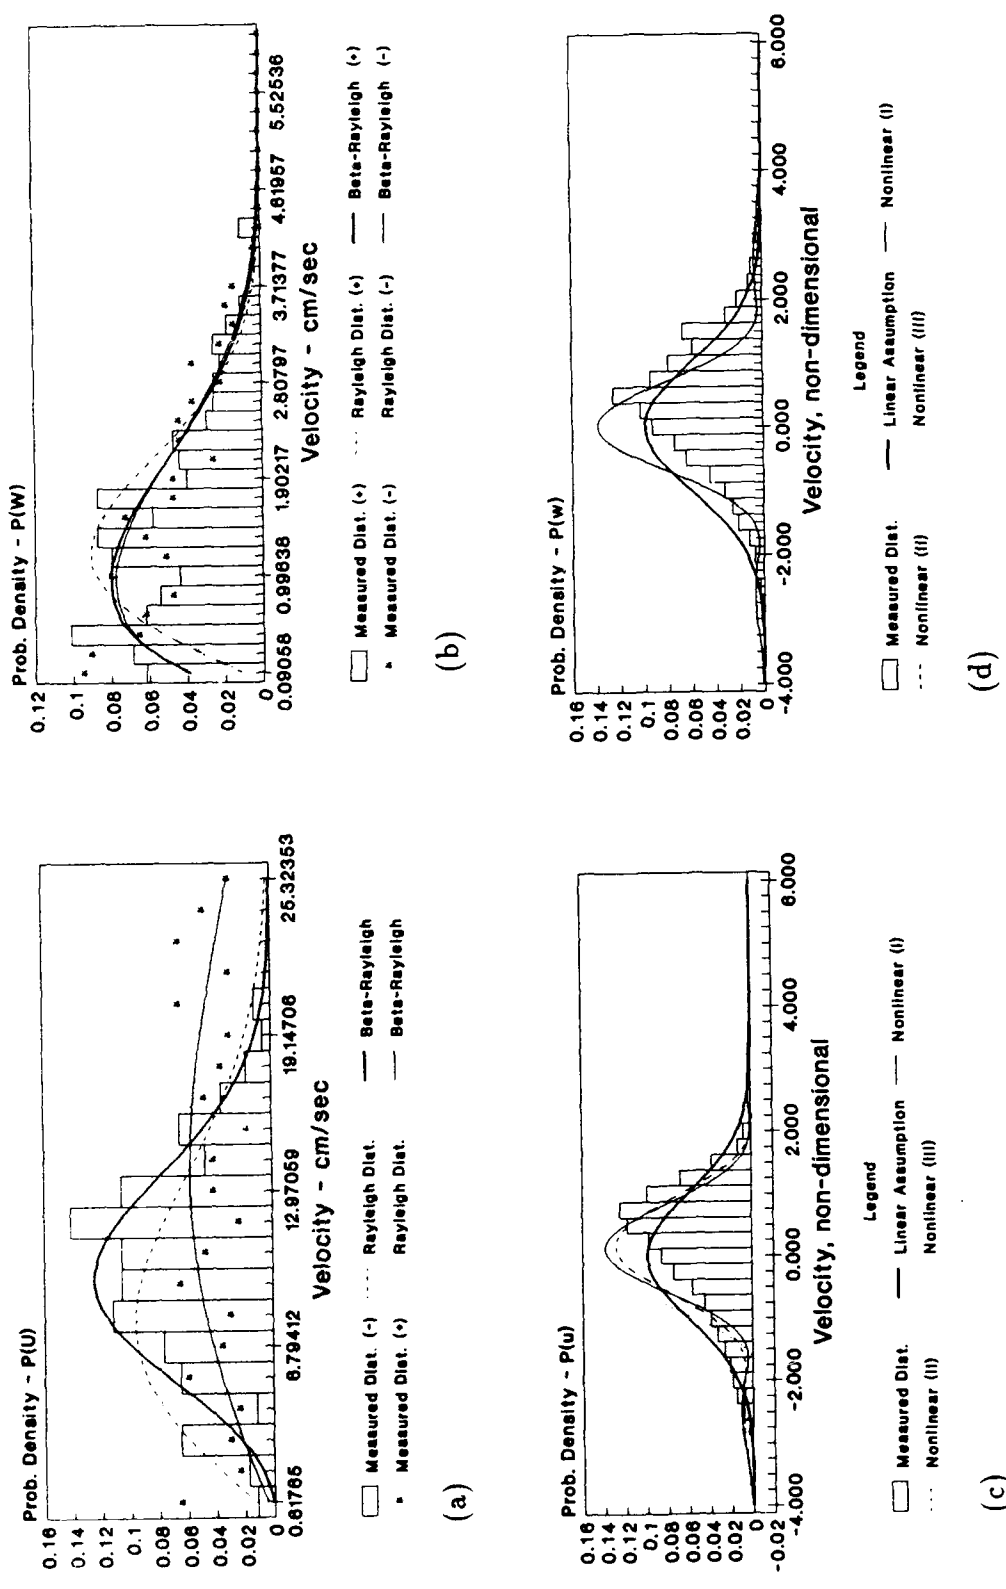 Prob. Density - P(U)
0.16
0.14
0.12
0.1
0.08
0.06
0.04
0.02
0
0.61765
6.79412
12.97059
19.14706
25.32353
Velocity - cm/sec
Measured Dist. (-)
Rayleigh Dist.
Beta-Rayleigh
Measured Dist. (+)
Rayleigh Dist.
Beta-Rayleigh
(a)
Prob. Density - P(W)
0.12
0.1
0.08
0.06
0.04
0.02
0
0.09058
0.99638
1.90217
2.80797
3.71377
4.61957
5.52536
Velocity - cm/sec
Measured Dist. (+)
Rayleigh Dist. (+)
Beta-Rayleigh (+)
Measured Dist. (-)
Rayleigh Dist. (-)
Beta-Rayleigh (-)
(b)
Prob. Density - P(u)
0.16
0.14
0.12
0.1
0.08
0.06
0.04
0.02
0
-0.02
-4.000
-2.000
0.000
2.000
4.000
6.000
Velocity, non-dimensional
Legend
Measured Dist.
Linear Assumption
Nonlinear (I)
Nonlinear (II)
Nonlinear (III)
(c)
Prob. Density - P(w)
0.16
0.14
0.12
0.1
0.08
0.06
0.04
0.02
0
-4.000
-2.000
0.000
2.000
4.000
6.000
Velocity, non-dimensional
Legend
Measured Dist.
Linear Assumption
Nonlinear (I)
Nonlinear (II)
Nonlinear (III)
(d)